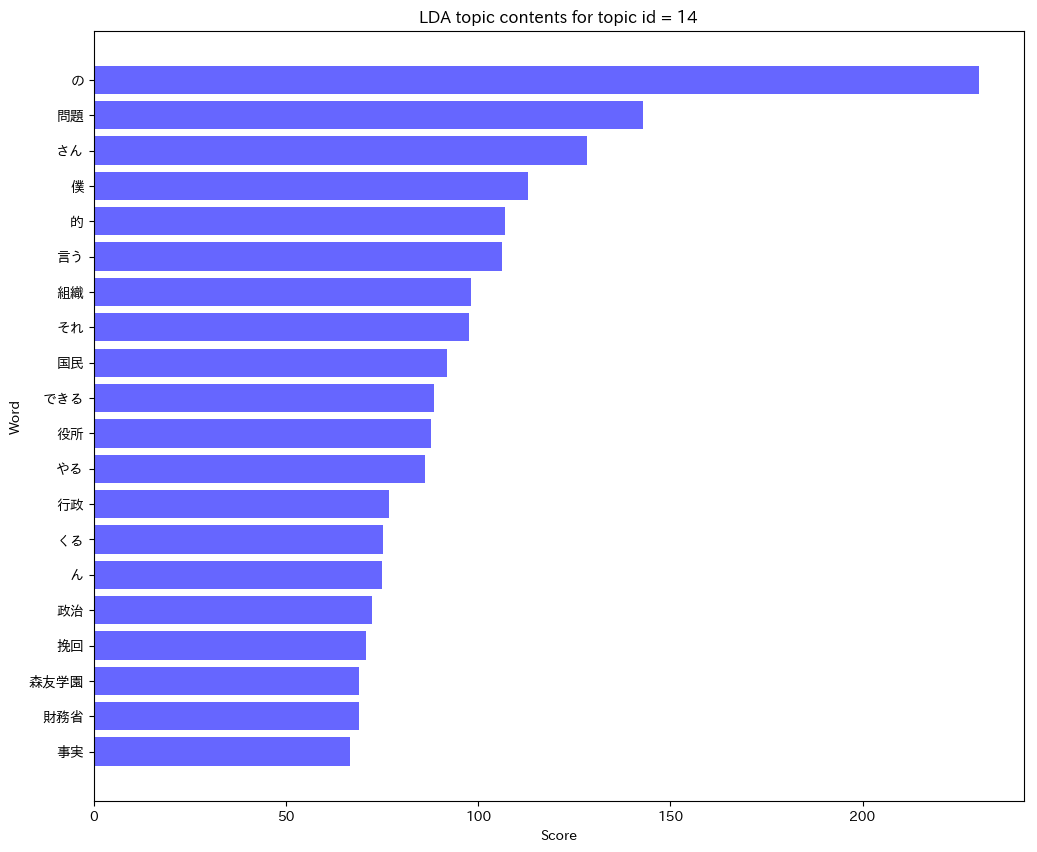 LDA topic contents for topic id = 14
の
問題
さん
僕
的
言う
組織
それ
国民
できる
役所
やる
行政
くる
ん
政治
挽回
森友学園
財務省
事実
Word
0 50 100 150 200
Score